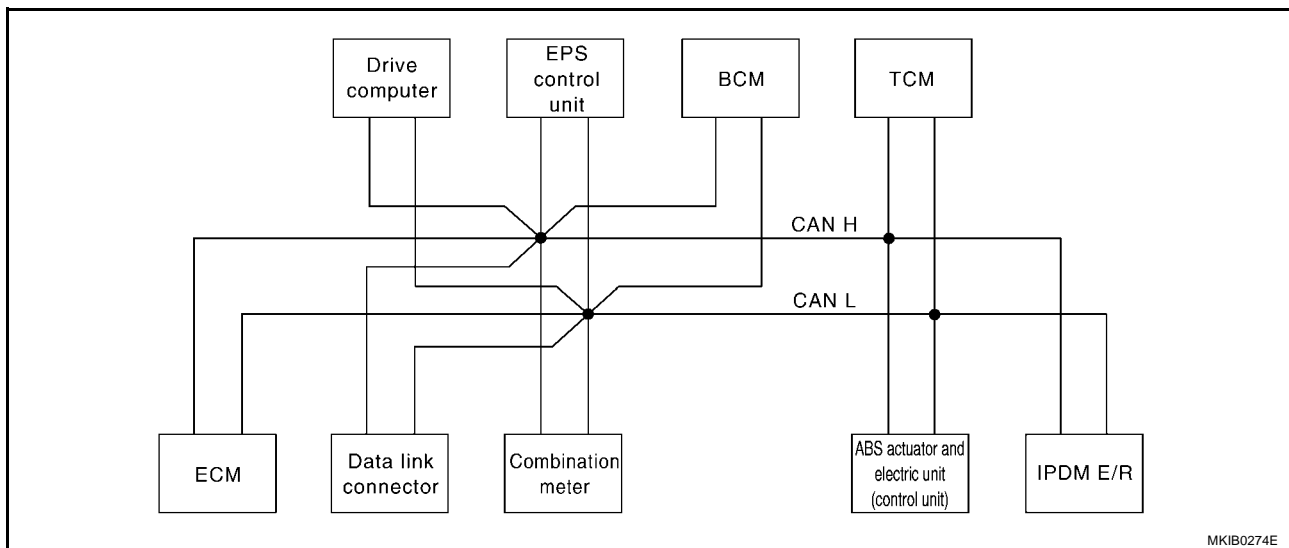 Drive
computer
EPS
control
unit
BCM
TCM
CAN H
CAN L
ECM
Data link
connector
Combination
meter
ABS actuator and
electric unit
(control unit)
IPDM E/R
MKIB0274E